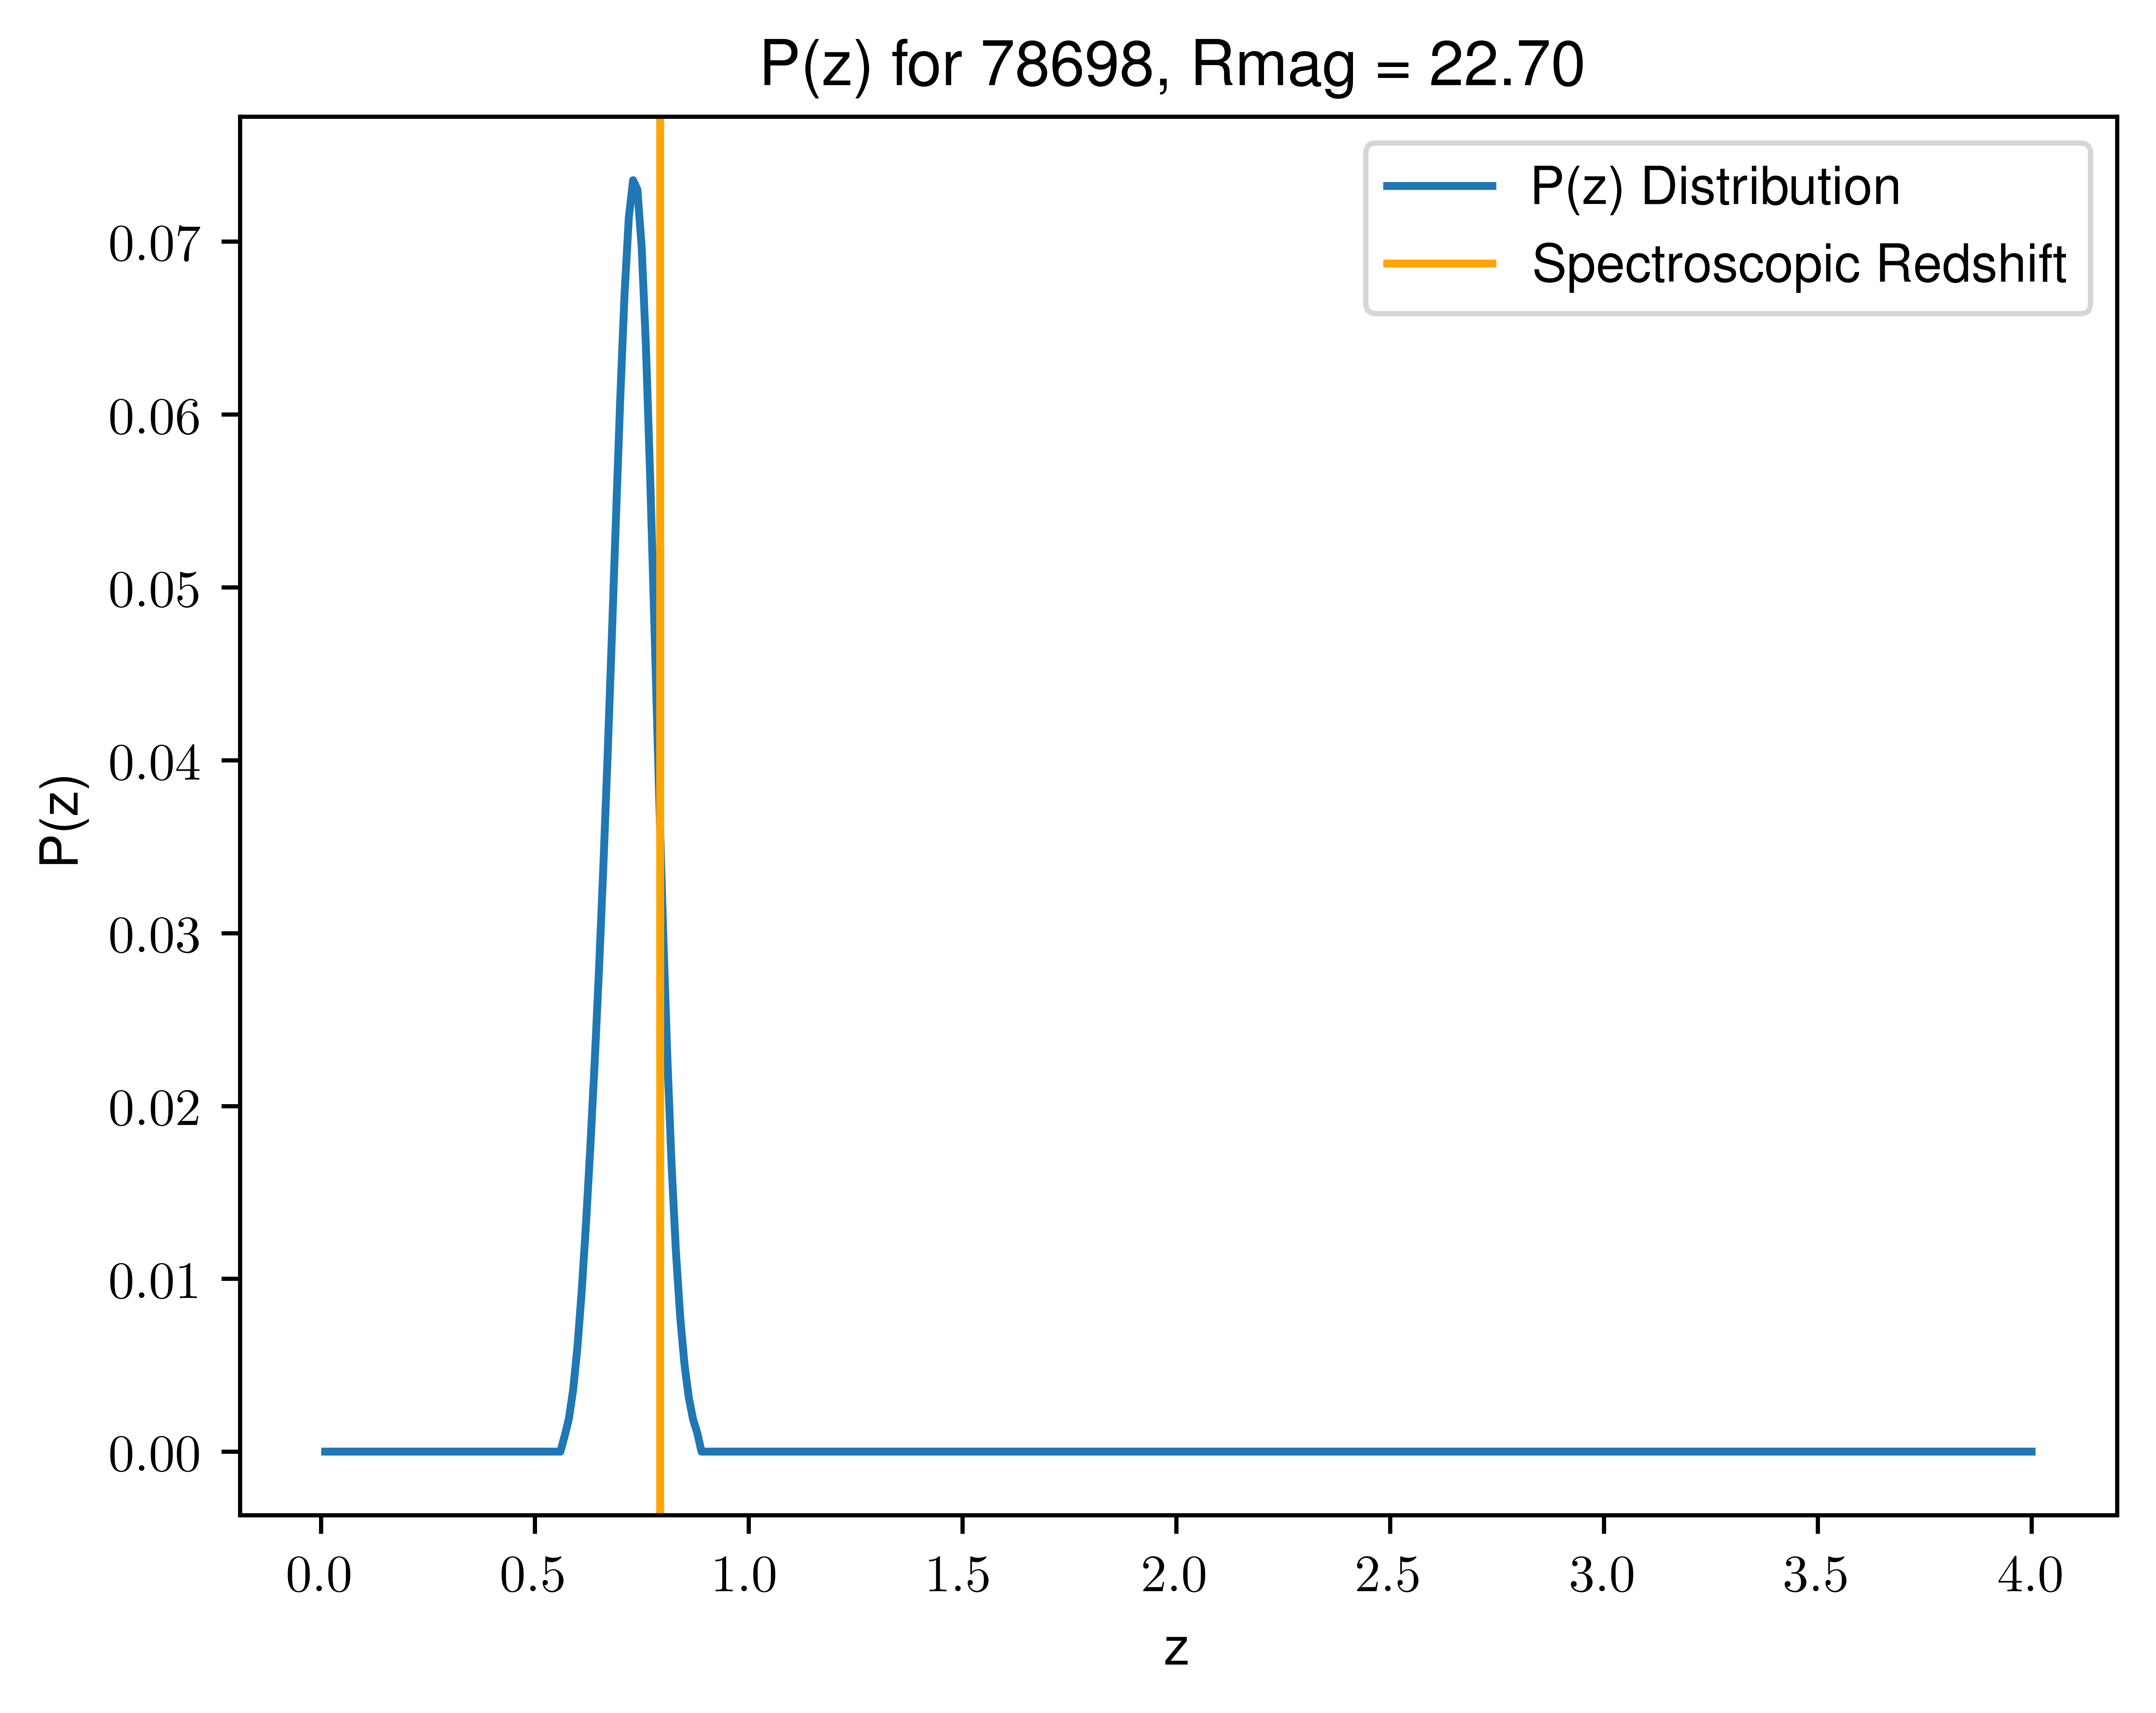 P(z) for 78698, Rmag = 22.70
P(z) Distribution
Spectroscopic Redshift
0.07
0.06
0.05
0.04
0.03
0.02
0.01
0.00
P(z)
0.0 0.5 1.0 1.5 2.0 2.5 3.0 3.5 4.0
z